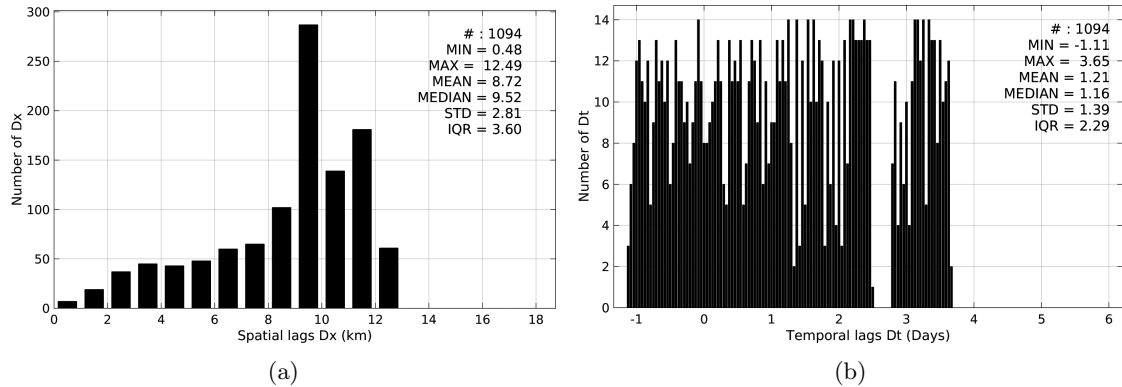 300
250
200
150
100
50
0
Number of Dx
# : 1094
MIN = 0.48
MAX = 12.49
MEAN = 8.72
MEDIAN = 9.52
STD = 2.81
IQR = 3.60
0 2 4 6 8 10 12 14 16 18
Spatial lags Dx (km)
(a)
14
12
10
8
6
4
2
0
Number of Dt
# : 1094
MIN = -1.11
MAX = 3.65
MEAN = 1.21
MEDIAN = 1.16
STD = 1.39
IQR = 2.29
-1 0 1 2 3 4 5 6
Temporal lags Dt (Days)
(b)